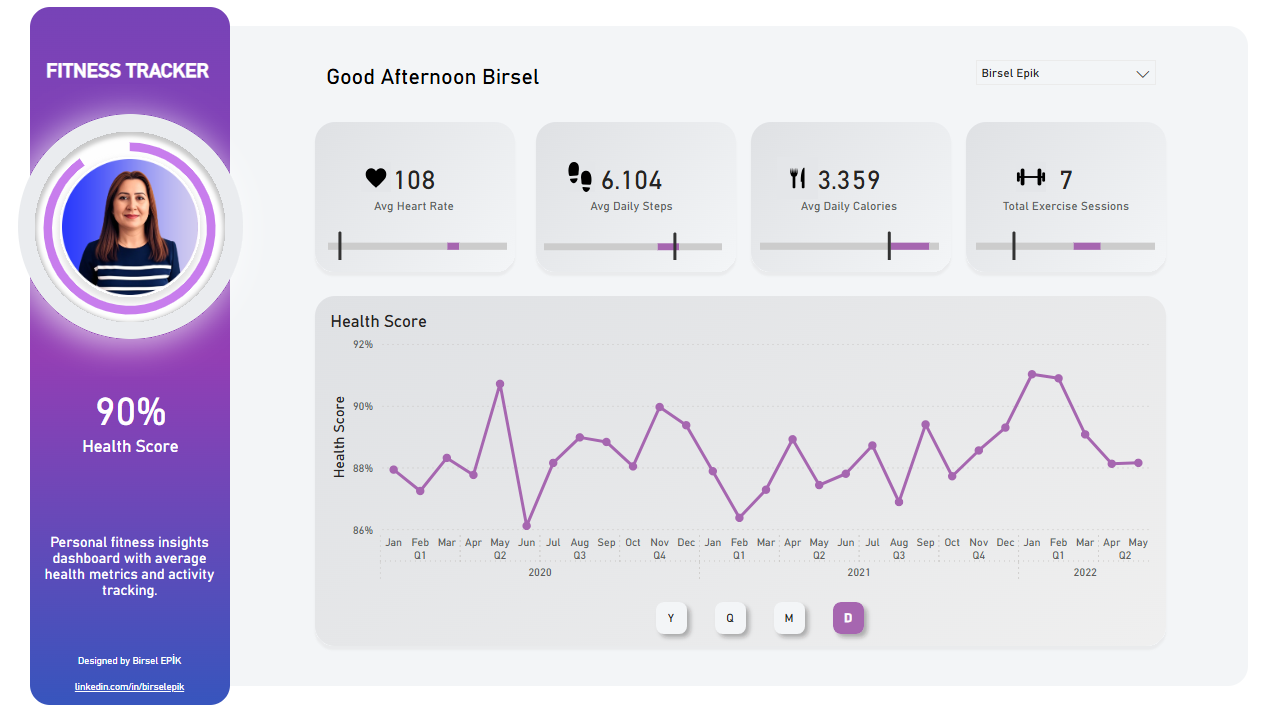 FITNESS TRACKER
90%
Health Score
Personal fitness insights
dashboard with average
health metrics and activity
tracking.
Designed by Birsel EPİK
linkedin.com/in/birselepik
Good Afternoon Birsel
Birsel Epik
108
Avg Heart Rate
6.104
Avg Daily Steps
3.359
Avg Daily Calories
7
Total Exercise Sessions
Health Score
Health Score
92%
90%
88%
86%
Jan Feb Mar Apr May Jun Jul Aug Sep Oct Nov Dec Jan Feb Mar Apr May Jun Jul Aug Sep Oct Nov Dec Jan Feb Mar Apr May
Q1 Q2 Q3 Q4 Q1 Q2 Q3 Q4 Q1 Q2
2020 2021 2022
Y Q M D